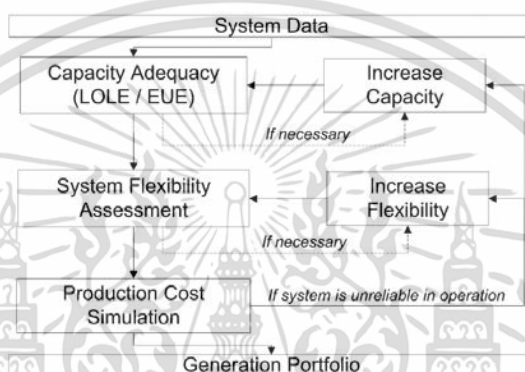 System Data
Capacity Adequacy
(LOLE / EUE)
Increase
Capacity
If necessary
System Flexibility
Assessment
Increase
Flexibility
If necessary
Production Cost
Simulation
If system is unreliable in operation
Generation Portfolio